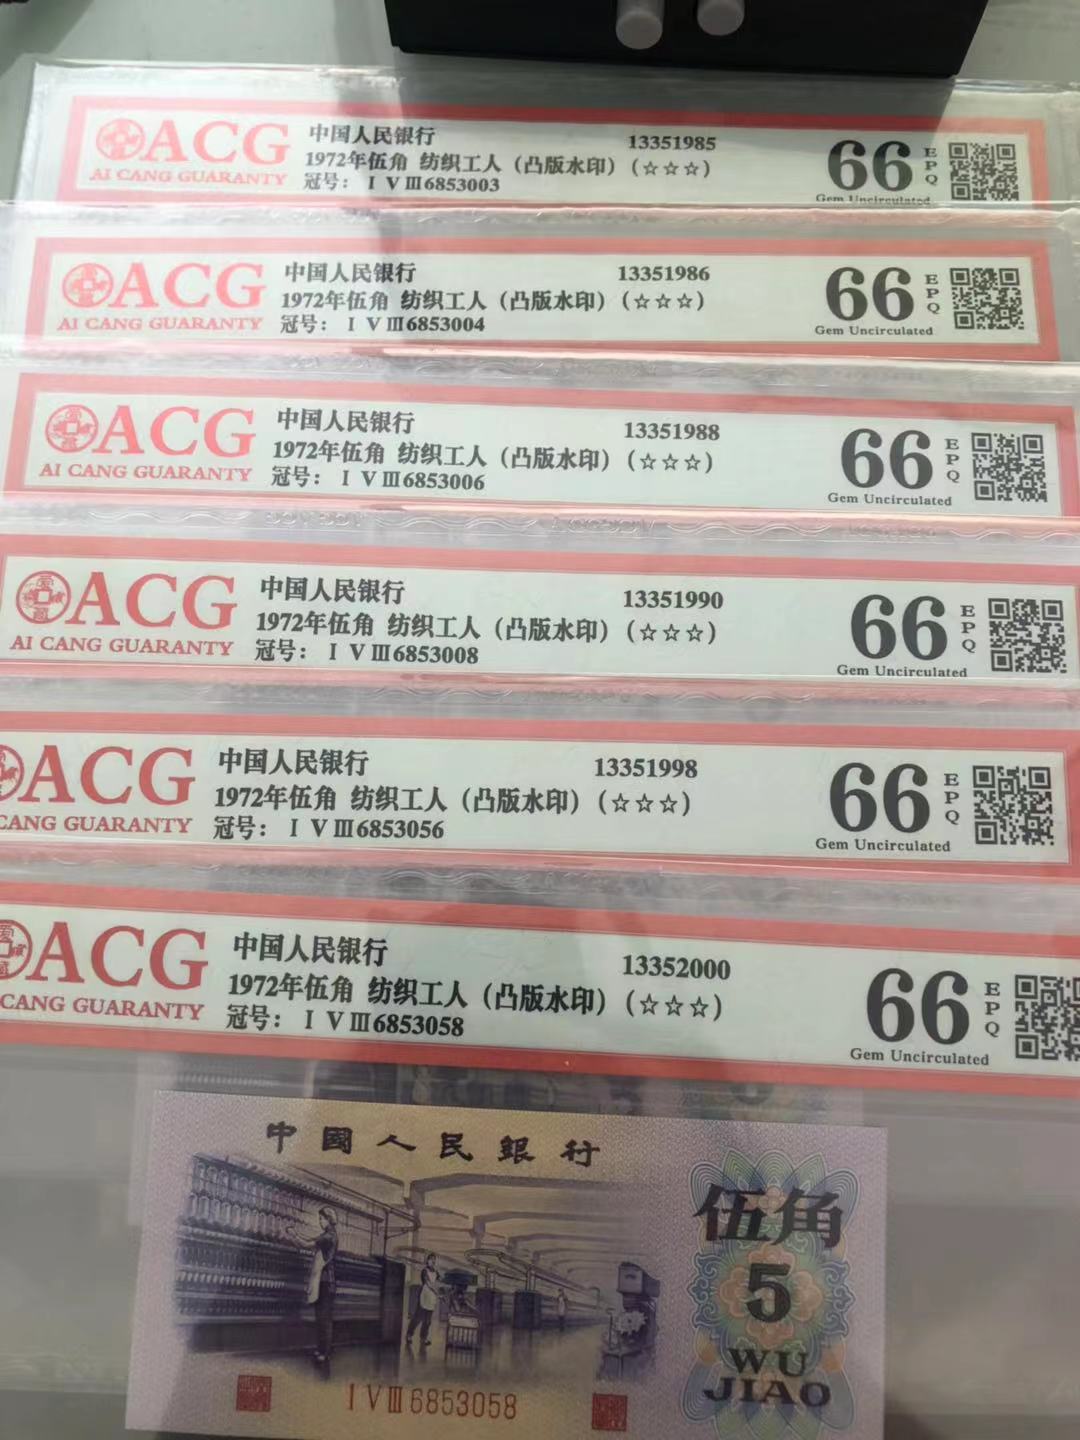 ACG
AI CANG GUARANTY
中国人民银行
13351985
1972年伍角 纺织工人（凸版水印）（☆☆☆）
冠号：ⅠⅤⅢ6853003
66
EPQ
Gem Uncirculated
ACG
AI CANG GUARANTY
中国人民银行
13351986
1972年伍角 纺织工人（凸版水印）（☆☆☆）
冠号：ⅠⅤⅢ6853004
66
EPQ
Gem Uncirculated
ACG
AI CANG GUARANTY
中国人民银行
13351988
1972年伍角 纺织工人（凸版水印）（☆☆☆）
冠号：ⅠⅤⅢ6853006
66
EPQ
Gem Uncirculated
ACG
AI CANG GUARANTY
中国人民银行
13351990
1972年伍角 纺织工人（凸版水印）（☆☆☆）
冠号：ⅠⅤⅢ6853008
66
EPQ
Gem Uncirculated
ACG
CANG GUARANTY
中国人民银行
13351998
1972年伍角 纺织工人（凸版水印）（☆☆☆）
冠号：ⅠⅤⅢ6853056
66
EPQ
Gem Uncirculated
ACG
CANG GUARANTY
中国人民银行
13352000
1972年伍角 纺织工人（凸版水印）（☆☆☆）
冠号：ⅠⅤⅢ6853058
66
EPQ
Gem Uncirculated
中國人民銀行
伍角
5
WU
JIAO
ⅠⅤⅢ6853058